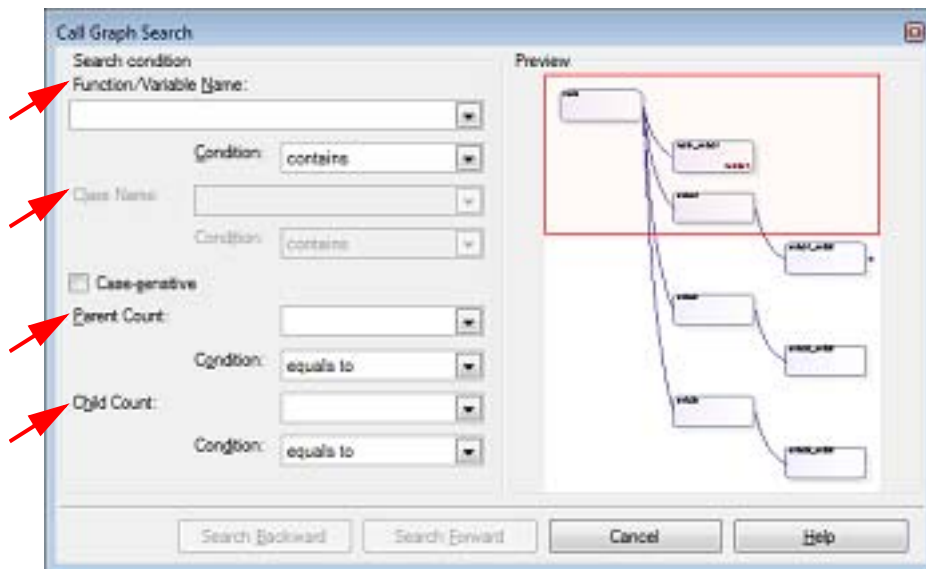 Call Graph Search
Search condition
Function/Variable Name:
Condition:
contains
Class Name:
Condition:
contains
Case-sensitive
Parent Count:
Condition:
equals to
Child Count:
Condition:
equals to
Preview
Search Backward
Search Forward
Cancel
Help